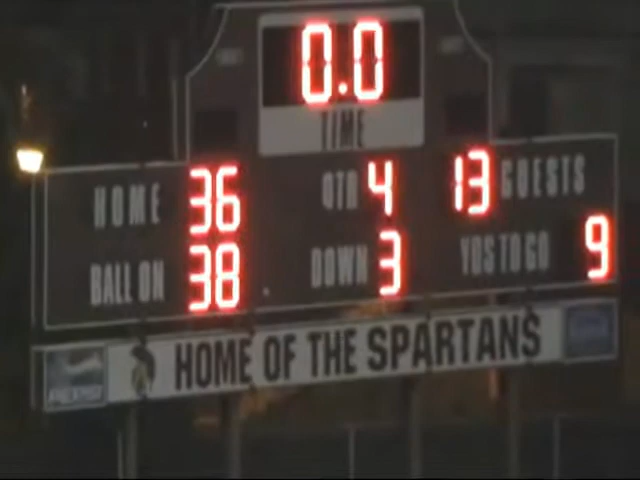 0.0
TIME
HOME 36 QTR 4 13 GUESTS
BALL ON 38 DOWN 3 YDS TO GO 9
PEPSI HOME OF THE SPARTANS